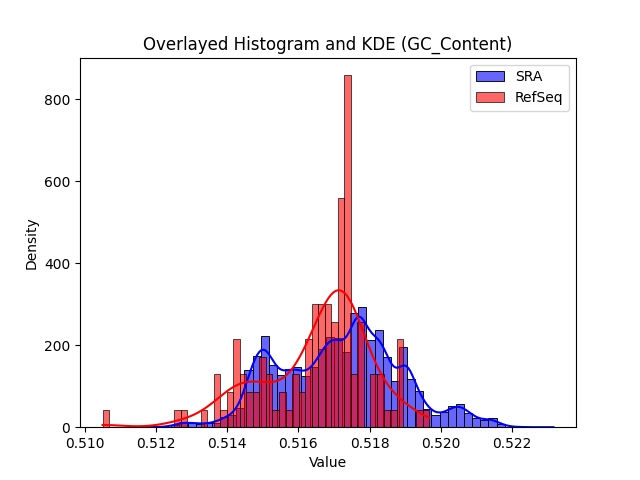 Overlayed Histogram and KDE (GC_Content)
SRA
RefSeq
Density
800
600
400
200
0
0.510 0.512 0.514 0.516 0.518 0.520 0.522
Value